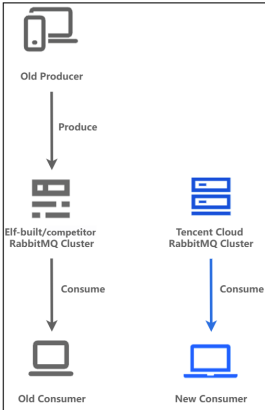 Old Producer
Produce
Elf-built/competitor
RabbitMQ Cluster
Tencent Cloud
RabbitMQ Cluster
Consume
Consume
Old Consumer
New Consumer